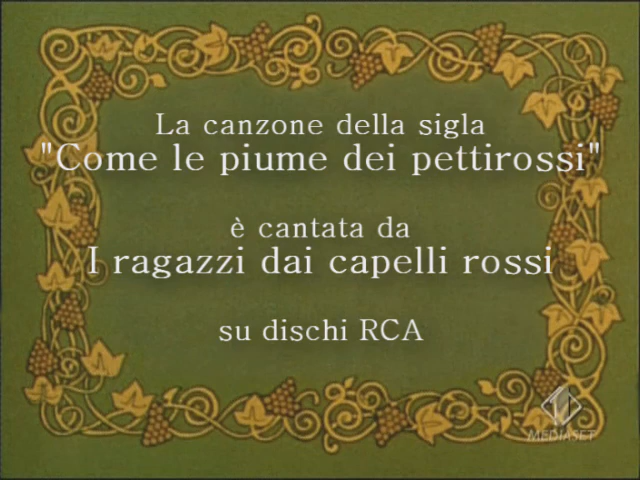 La canzone della sigla
"Come le piume dei pettirossi"
è cantata da
I ragazzi dai capelli rossi
su dischi RCA
MEDIASET